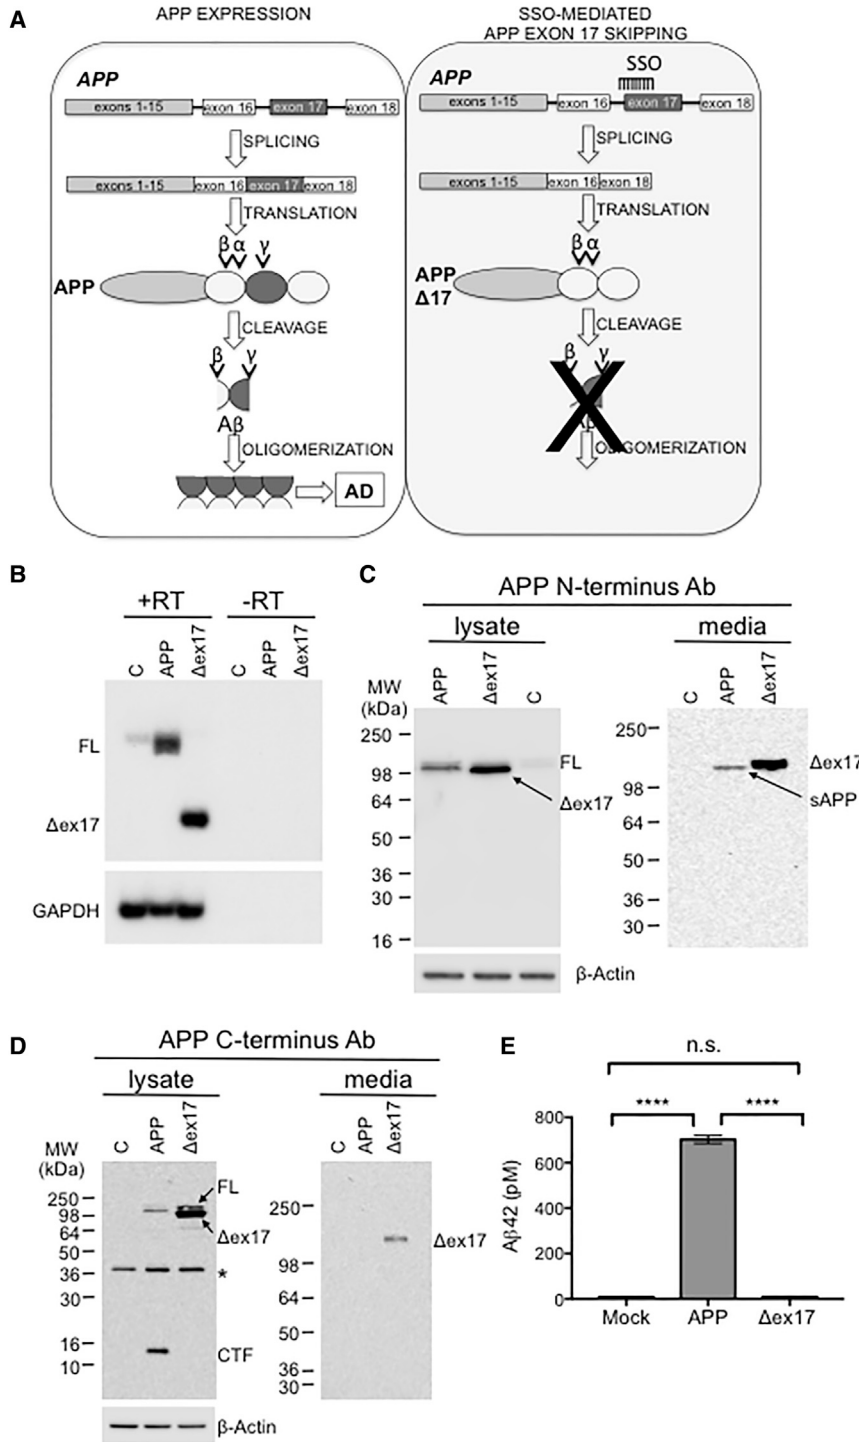 A
APP EXPRESSION
APP
exons 1-15 exon 16 exon 17 exon 18
SPLICING
exons 1-15 exon 16 exon 17 exon 18
TRANSLATION
β α γ
APP
CLEAVAGE
β γ
Aβ
OLIGOMERIZATION
AD
SSO-MEDIATED
APP EXON 17 SKIPPING
SSO
APP
exons 1-15 exon 16 exon 17 exon 18
SPLICING
exons 1-15 exon 16 exon 18
TRANSLATION
β α
APP
Δ17
CLEAVAGE
β γ
Aβ
OLIGOMERIZATION
B
+RT -RT
C APP Δex17 C APP Δex17
FL
Δex17
GAPDH
C
APP N-terminus Ab
lysate media
MW
(kDa)
APP Δex17 C
250
98
64
50
36
30
16
FL
Δex17
β-Actin
C APP Δex17
250
98
64
50
36
30
Δex17
sAPP
D
APP C-terminus Ab
lysate media
MW
(kDa)
C APP Δex17
250
98
64
50
36
30
16
10
FL
Δex17
*
CTF
β-Actin
C APP Δex17
250
98
64
50
36
30
Δex17
E
n.s.
**** ****
Aβ42 (pM)
800
600
400
200
0
Mock APP Δex17